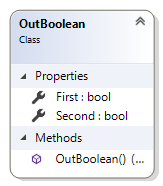 OutBoolean
Class
Properties
First : bool
Second : bool
Methods
OutBoolean() (...